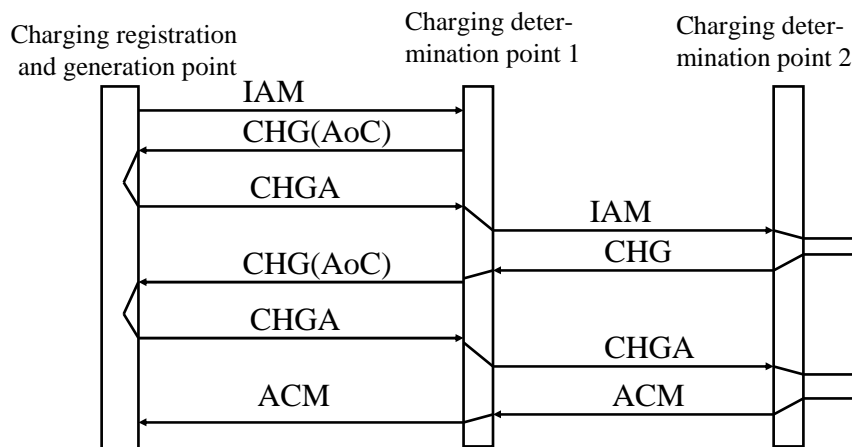 Charging registration
and generation point
Charging deter-
mination point 1
Charging deter-
mination point 2
IAM
CHG(AoC)
CHGA
IAM
CHG(AoC)
CHG
CHGA
CHGA
ACM
ACM